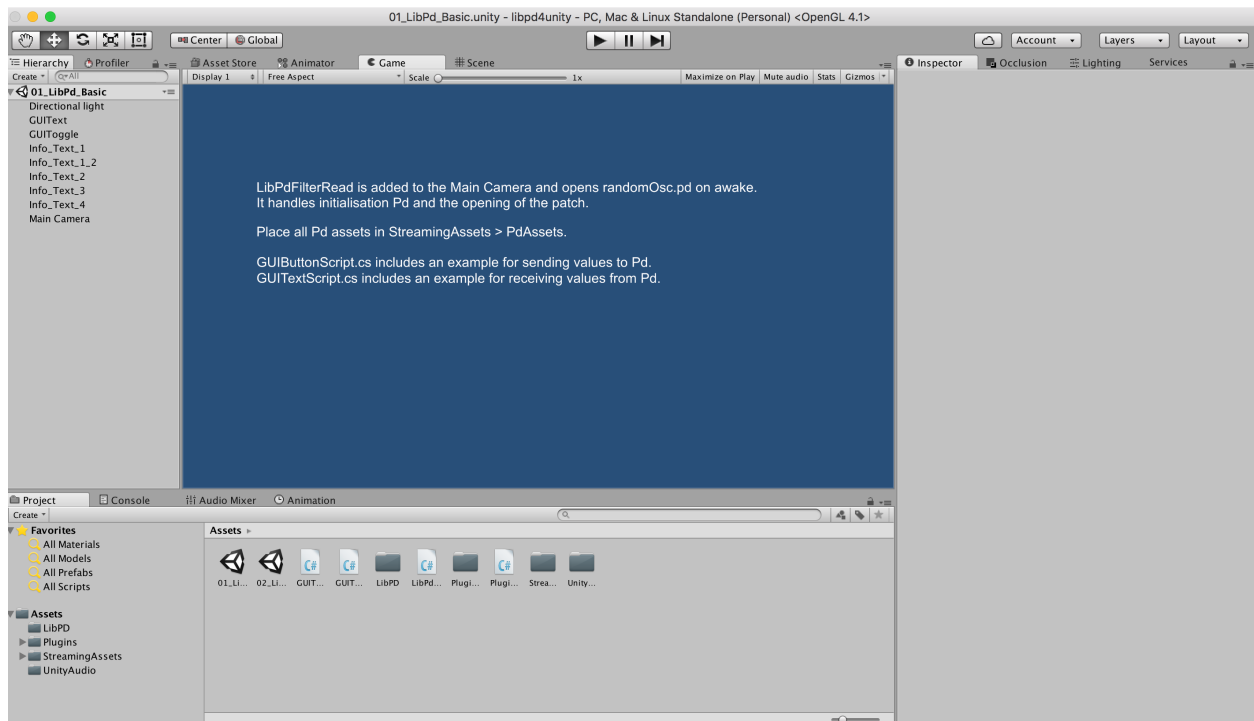 01_LibPd_Basic.unity - libpd4unity - PC, Mac & Linux Standalone (Personal) <OpenGL 4.1>
Center Global Account Layers Layout
Hierarchy Profiler Asset Store Animator Game Scene Inspector Occlusion Lighting Services
Create All Display 1 Free Aspect Scale 1x Maximize on Play Mute audio Stats Gizmos
01_LibPd_Basic
Directional light
GUIText
GUIToggle
Info_Text_1
Info_Text_1_2
Info_Text_2
Info_Text_3
Info_Text_4
Main Camera
LibPdFilterRead is added to the Main Camera and opens randomOsc.pd on awake.
It handles initialisation Pd and the opening of the patch.
Place all Pd assets in StreamingAssets > PdAssets.
GUIButtonScript.cs includes an example for sending values to Pd.
GUITextScript.cs includes an example for receiving values from Pd.
Project Console Audio Mixer Animation
Create
Favorites
All Materials
All Models
All Prefabs
All Scripts
Assets
LibPD
Plugins
StreamingAssets
UnityAudio
Assets
C# C# C# C#
01_Li... 02_Li... GUIT... GUIT... LibPD LibPd... Plugi... Plugi... Strea... Unity...